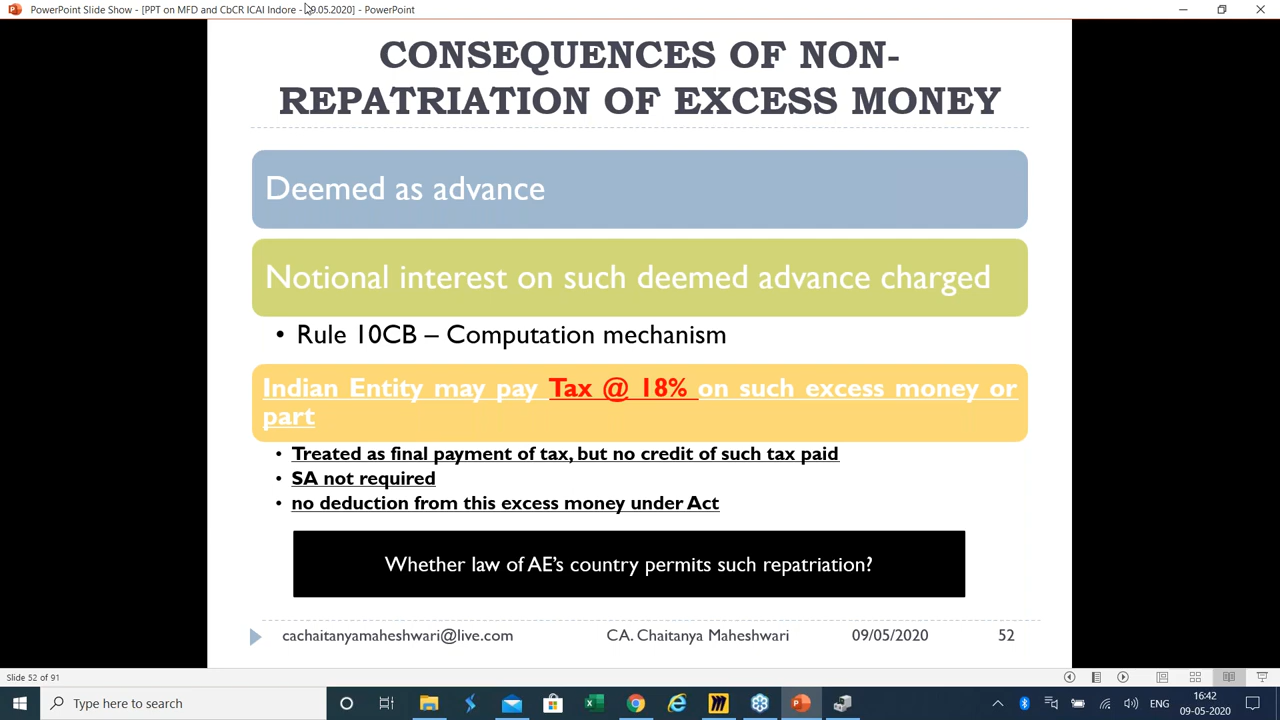 PowerPoint Slide Show - [PPT on MFD and CbCR ICAI Indore - 09.05.2020] - PowerPoint
CONSEQUENCES OF NON-
REPATRIATION OF EXCESS MONEY
Deemed as advance
Notional interest on such deemed advance charged
• Rule 10CB – Computation mechanism
Indian Entity may pay Tax @ 18% on such excess money or
part
• Treated as final payment of tax, but no credit of such tax paid
• SA not required
• no deduction from this excess money under Act
Whether law of AE's country permits such repatriation?
cachaitanyamaheshwari@live.com CA. Chaitanya Maheshwari 09/05/2020 52
Slide 52 of 91
Type here to search
ENG
16:42
09-05-2020